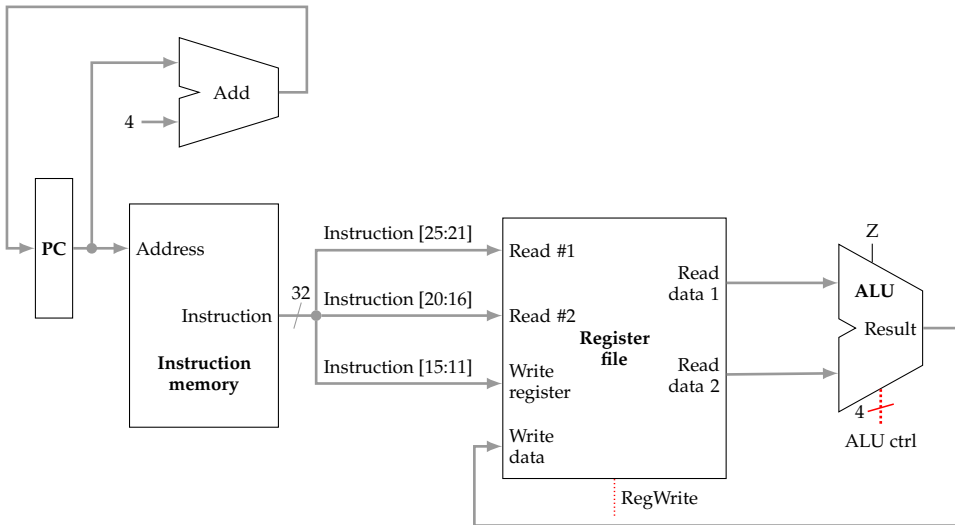 Add
4
PC
Address
Instruction
Instruction
memory
32
Instruction [25:21]
Instruction [20:16]
Instruction [15:11]
Read #1
Read #2
Write
register
Write
data
Register
file
Read
data 1
Read
data 2
RegWrite
Z
ALU
Result
4
ALU ctrl